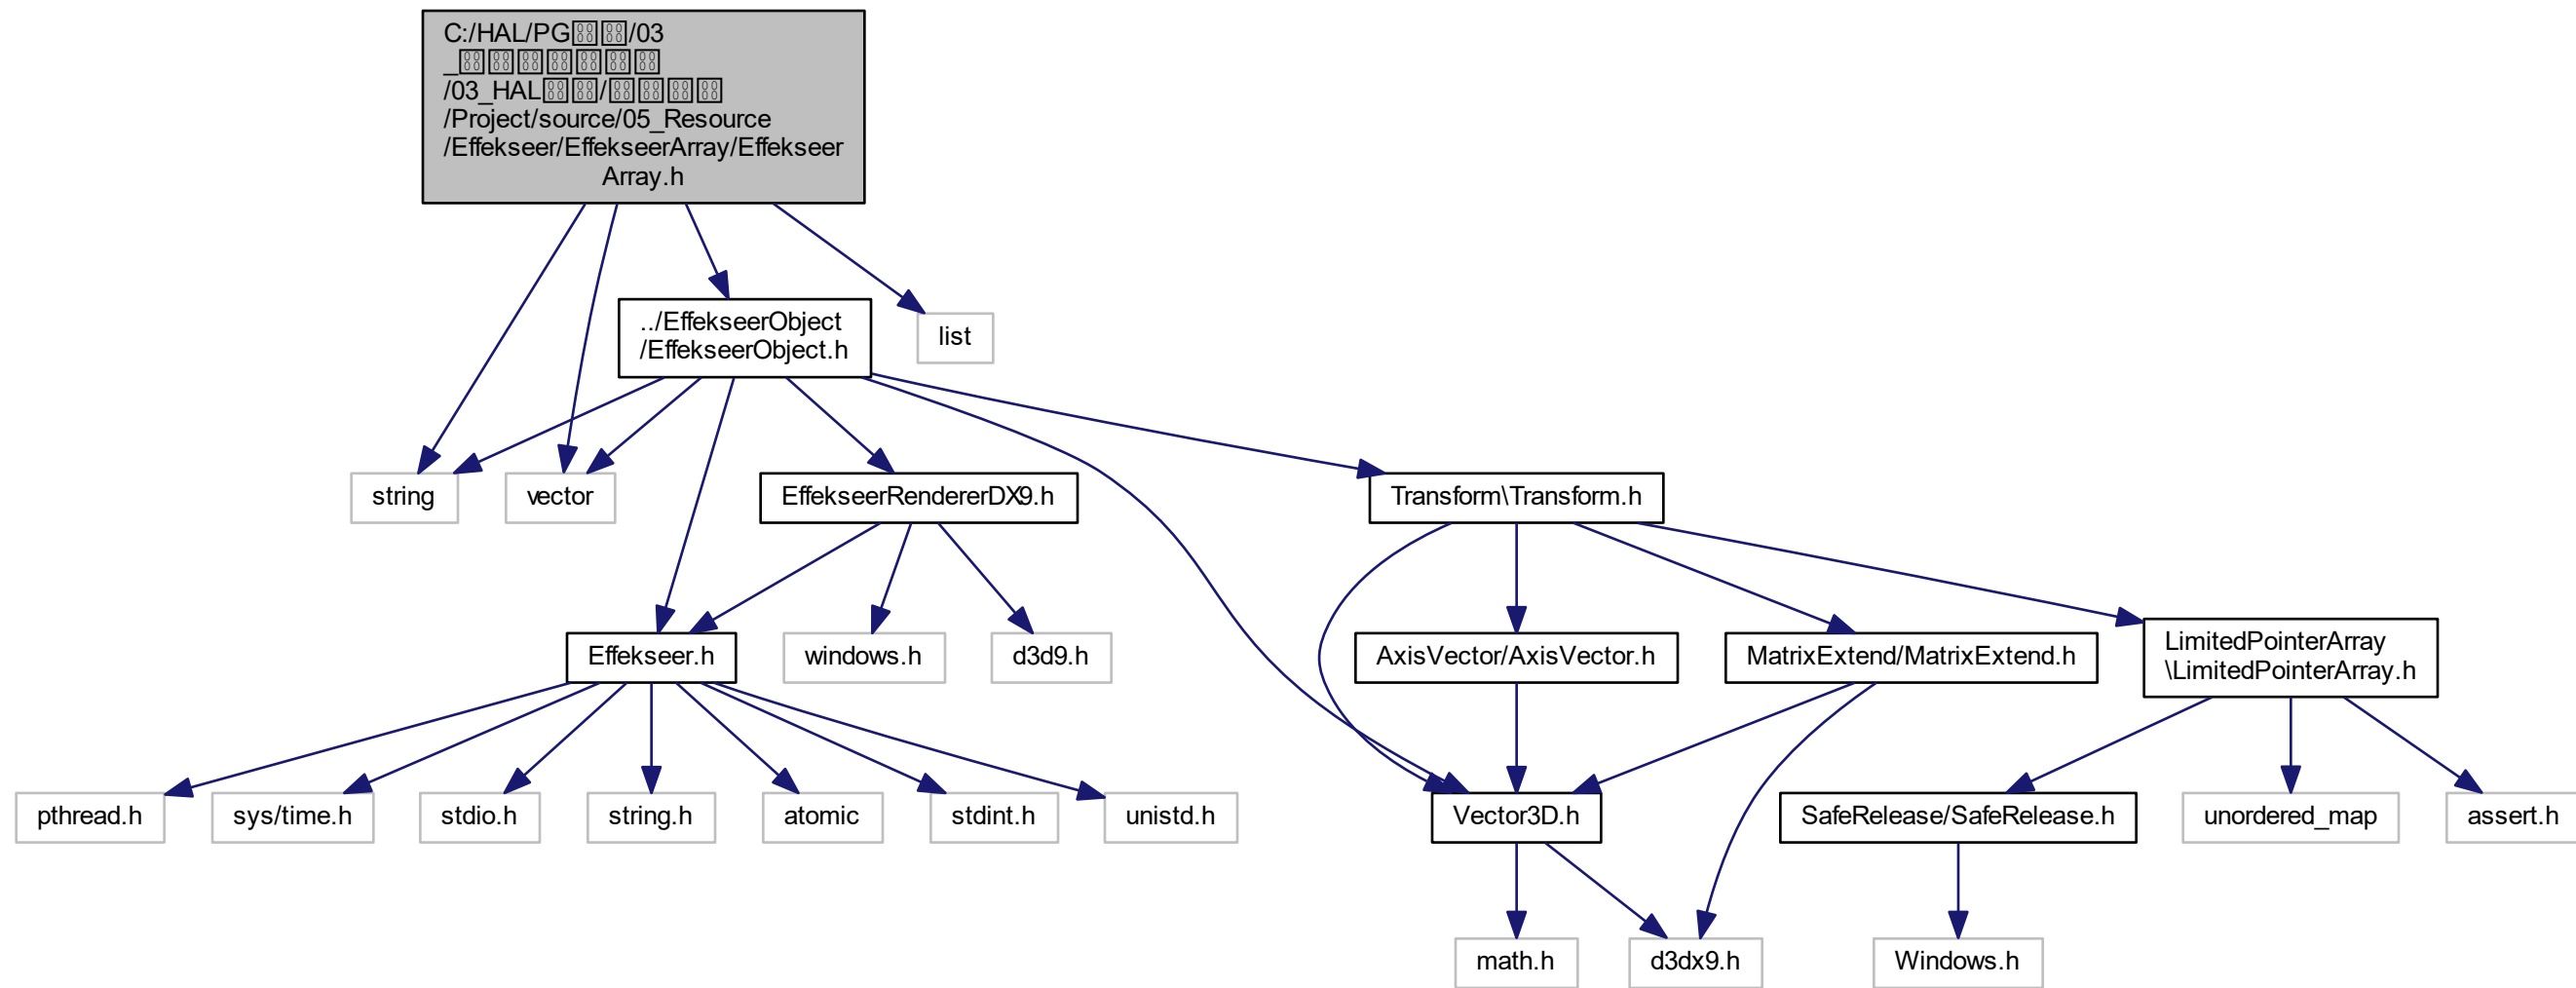 C:/HAL/PG/03
_
/03_HAL/
/Project/source/05_Resource
/Effekseer/EffekseerArray/Effekseer
Array.h
../EffekseerObject
/EffekseerObject.h
list
string
vector
EffekseerRendererDX9.h
Transform\Transform.h
Effekseer.h
windows.h
d3d9.h
AxisVector/AxisVector.h
MatrixExtend/MatrixExtend.h
LimitedPointerArray
\LimitedPointerArray.h
pthread.h
sys/time.h
stdio.h
string.h
atomic
stdint.h
unistd.h
Vector3D.h
SafeRelease/SafeRelease.h
unordered_map
assert.h
math.h
d3dx9.h
Windows.h